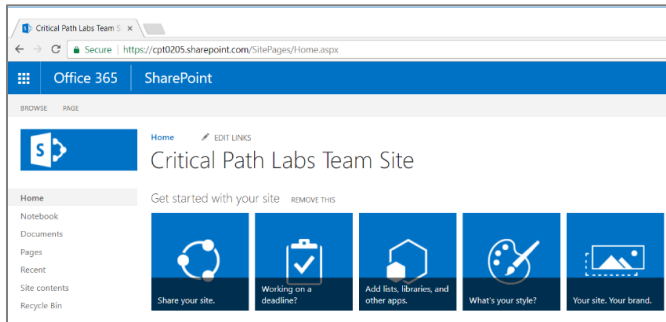 Critical Path Labs Team S
Secure https://cpt0205.sharepoint.com/SitePages/Home.aspx
Office 365 SharePoint
BROWSE PAGE
S
Home EDIT LINKS
Critical Path Labs Team Site
Get started with your site REMOVE THIS
Home
Notebook
Documents
Pages
Recent
Site contents
Recycle Bin
Share your site.
Working on a
deadline?
Add lists, libraries, and
other apps.
What's your style?
Your site. Your brand.